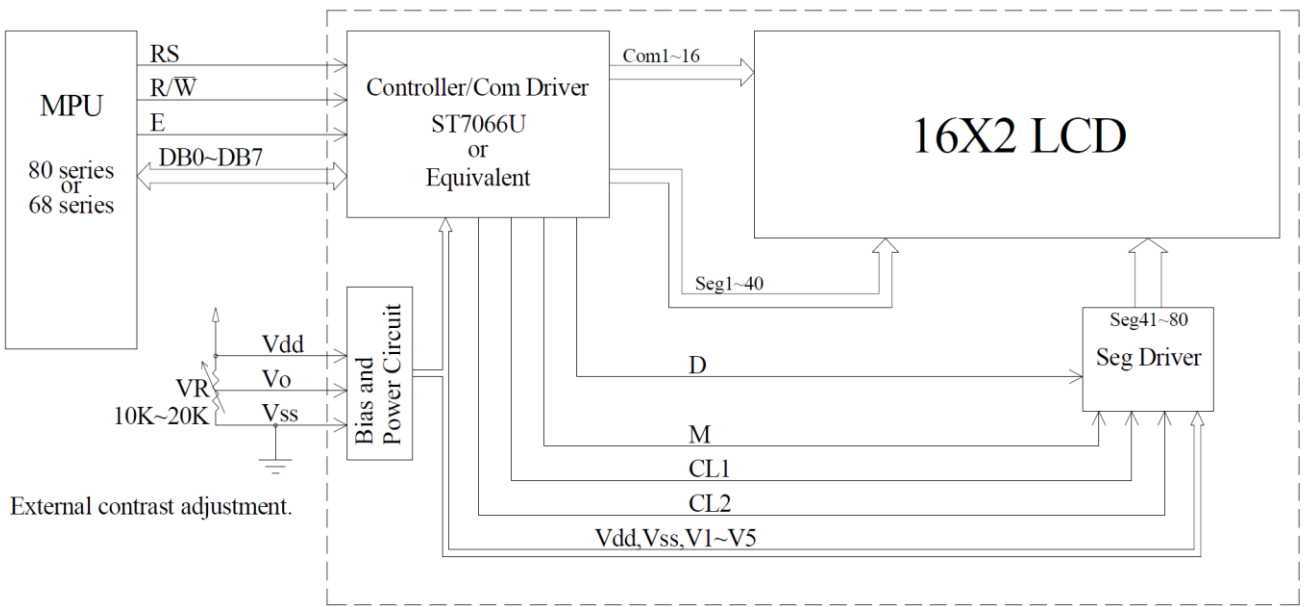 MPU
80 series
or
68 series
RS
R/W̅
E
DB0~DB7
Controller/Com Driver
ST7066U
or
Equivalent
Com1~16
16X2 LCD
Seg1~40
Seg41~80
Seg Driver
Vdd
Vo
Vss
VR
10K~20K
Bias and
Power Circuit
D
M
CL1
CL2
Vdd,Vss,V1~V5
External contrast adjustment.